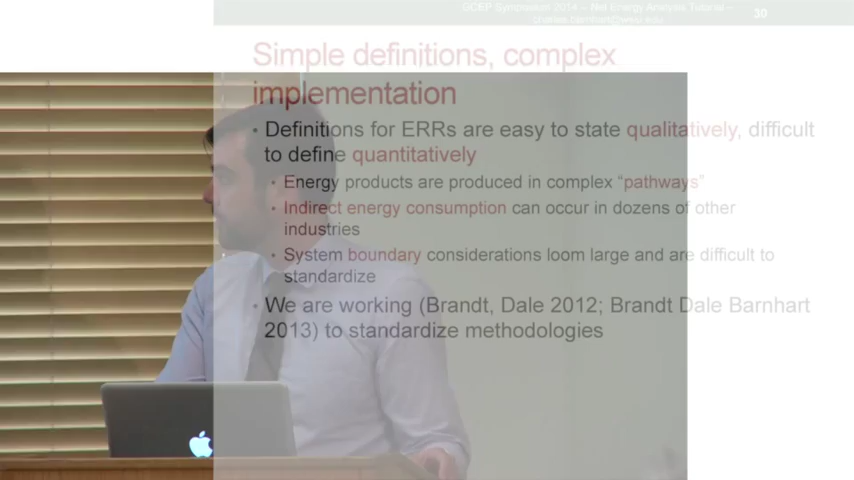 GCEP Symposium 2014 – Net Energy Analysis Tutorial –
30
Simple definitions, complex
implementation
• Definitions for ERRs are easy to state qualitatively, difficult
to define quantitatively
• Energy products are produced in complex “pathways”
• Indirect energy consumption can occur in dozens of other
industries
• System boundary considerations loom large and are difficult to
standardize
• We are working (Brandt, Dale 2012; Brandt Dale Barnhart
2013) to standardize methodologies